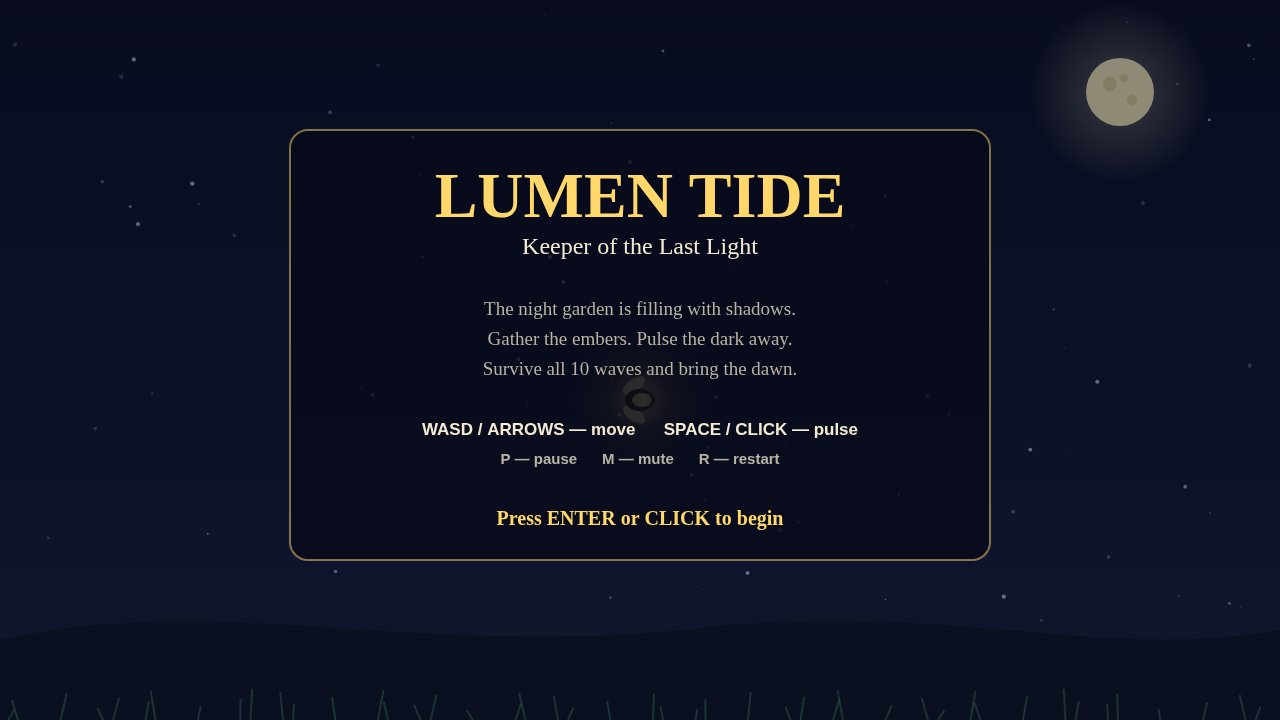 LUMEN TIDE
Keeper of the Last Light
The night garden is filling with shadows.
Gather the embers. Pulse the dark away.
Survive all 10 waves and bring the dawn.
WASD / ARROWS — move SPACE / CLICK — pulse
P — pause M — mute R — restart
Press ENTER or CLICK to begin